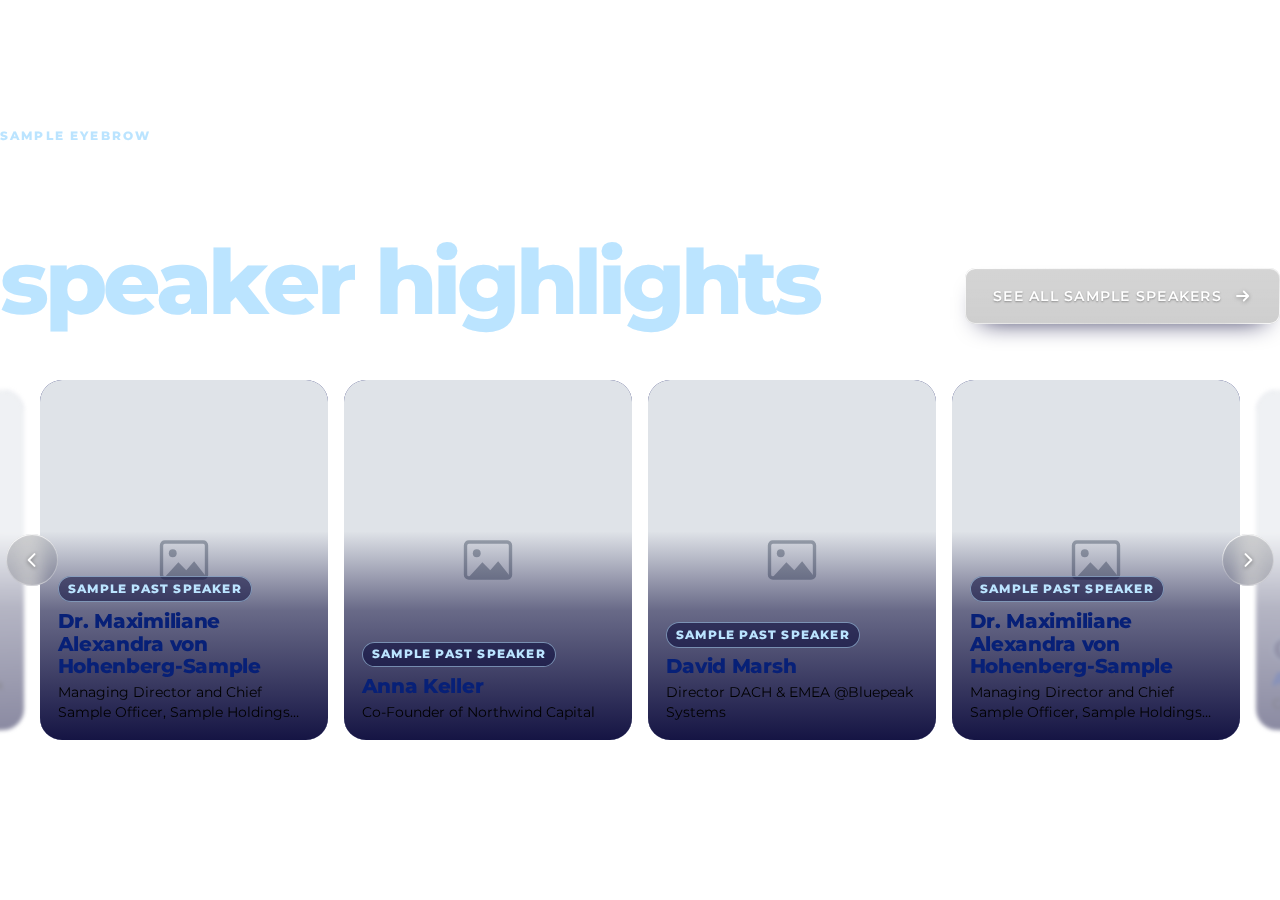 SAMPLE EYEBROW
speaker highlights
SEE ALL SAMPLE SPEAKERS
SAMPLE PAST SPEAKER
Dr. Maximiliane
Alexandra von
Hohenberg-Sample
Managing Director and Chief
Sample Officer, Sample Holdings...
SAMPLE PAST SPEAKER
Anna Keller
Co-Founder of Northwind Capital
SAMPLE PAST SPEAKER
David Marsh
Director DACH & EMEA @Bluepeak
Systems
SAMPLE PAST SPEAKER
Dr. Maximiliane
Alexandra von
Hohenberg-Sample
Managing Director and Chief
Sample Officer, Sample Holdings...